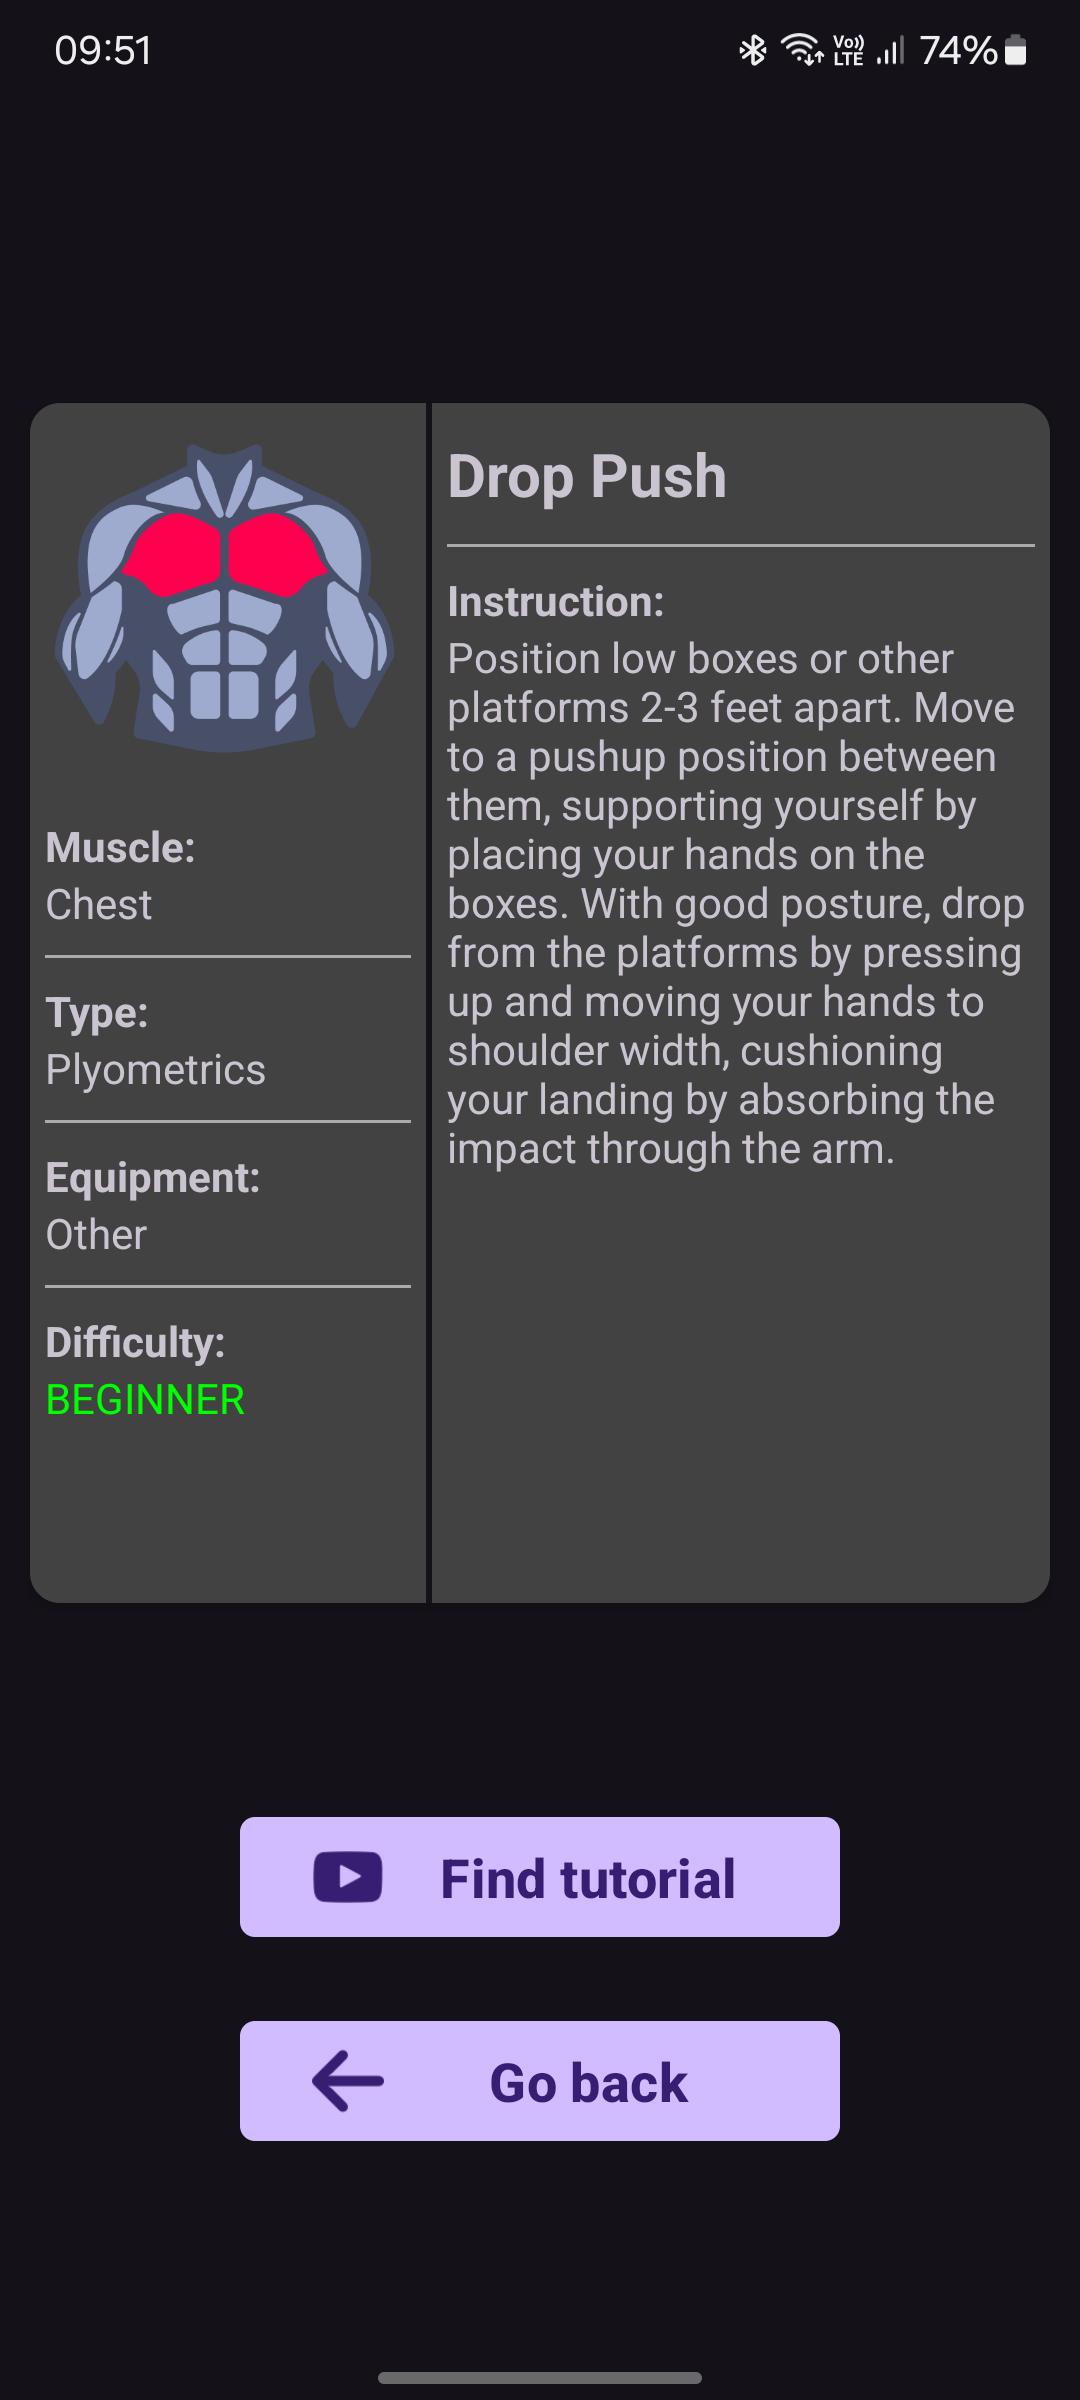 09:51
Vo))
LTE
74%
Drop Push
Instruction:
Position low boxes or other
platforms 2-3 feet apart. Move
to a pushup position between
them, supporting yourself by
placing your hands on the
boxes. With good posture, drop
from the platforms by pressing
up and moving your hands to
shoulder width, cushioning
your landing by absorbing the
impact through the arm.
Muscle:
Chest
Type:
Plyometrics
Equipment:
Other
Difficulty:
BEGINNER
Find tutorial
Go back